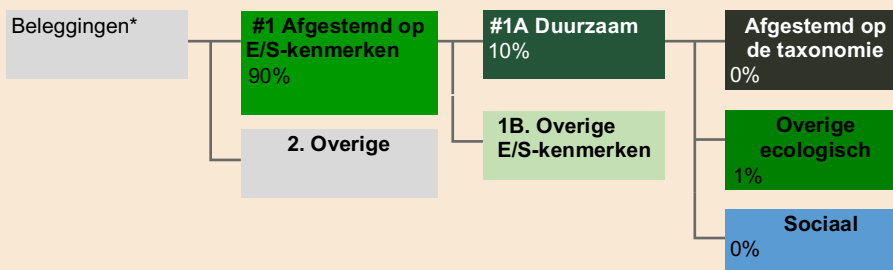 Beleggingen*
#1 Afgestemd op
E/S-kenmerken
90%
2. Overige
#1A Duurzaam
10%
1B. Overige
E/S-kenmerken
Afgestemd op
de taxonomie
0%
Overige
ecologisch
1%
Sociaal
0%